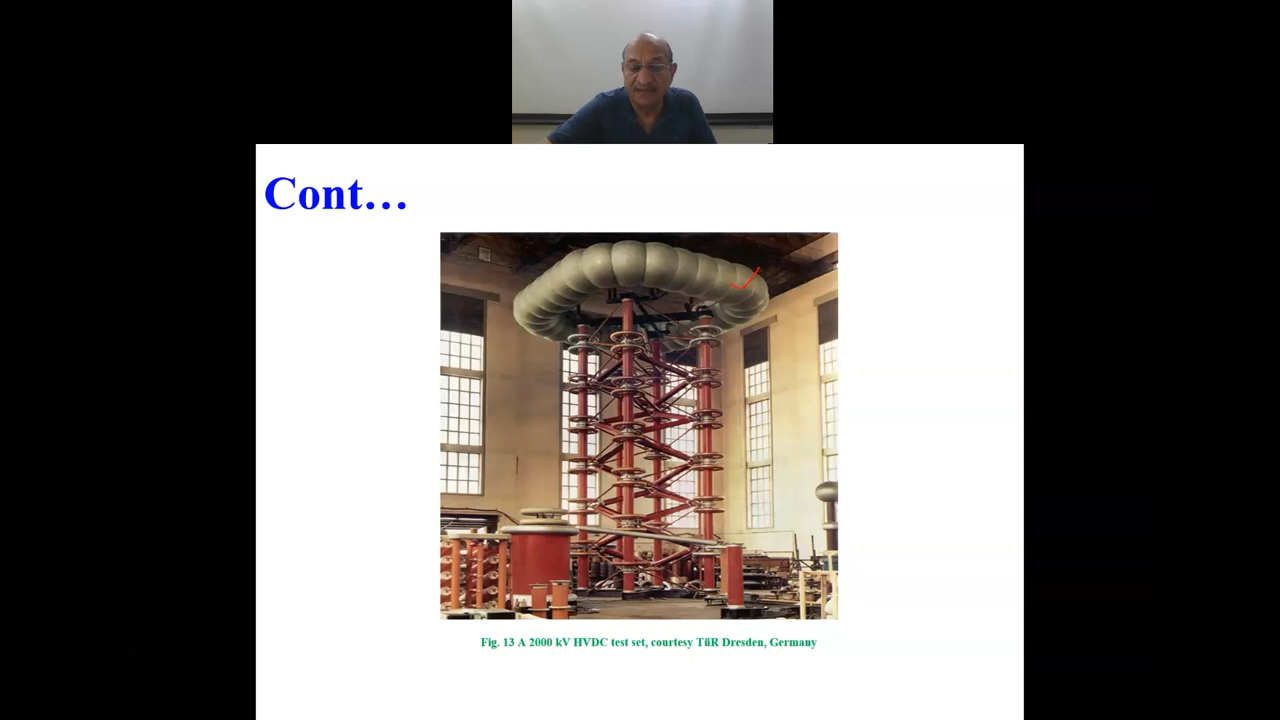 Cont…
Fig. 13 A 2000 kV HVDC test set, courtesy TüR Dresden, Germany